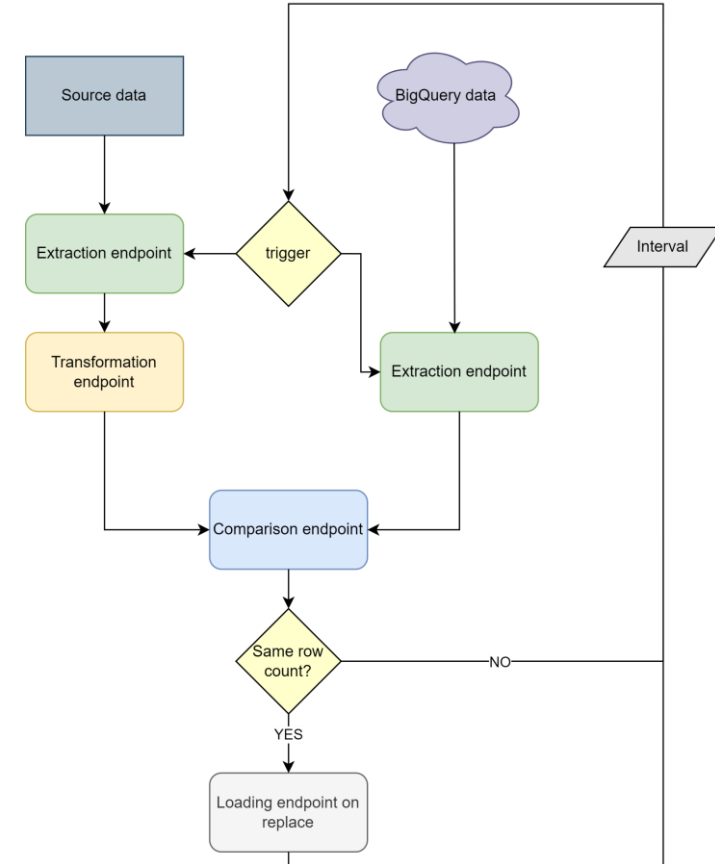 Source data
BigQuery data
Extraction endpoint
trigger
Interval
Transformation
endpoint
Extraction endpoint
Comparison endpoint
Same row
count?
NO
YES
Loading endpoint on
replace